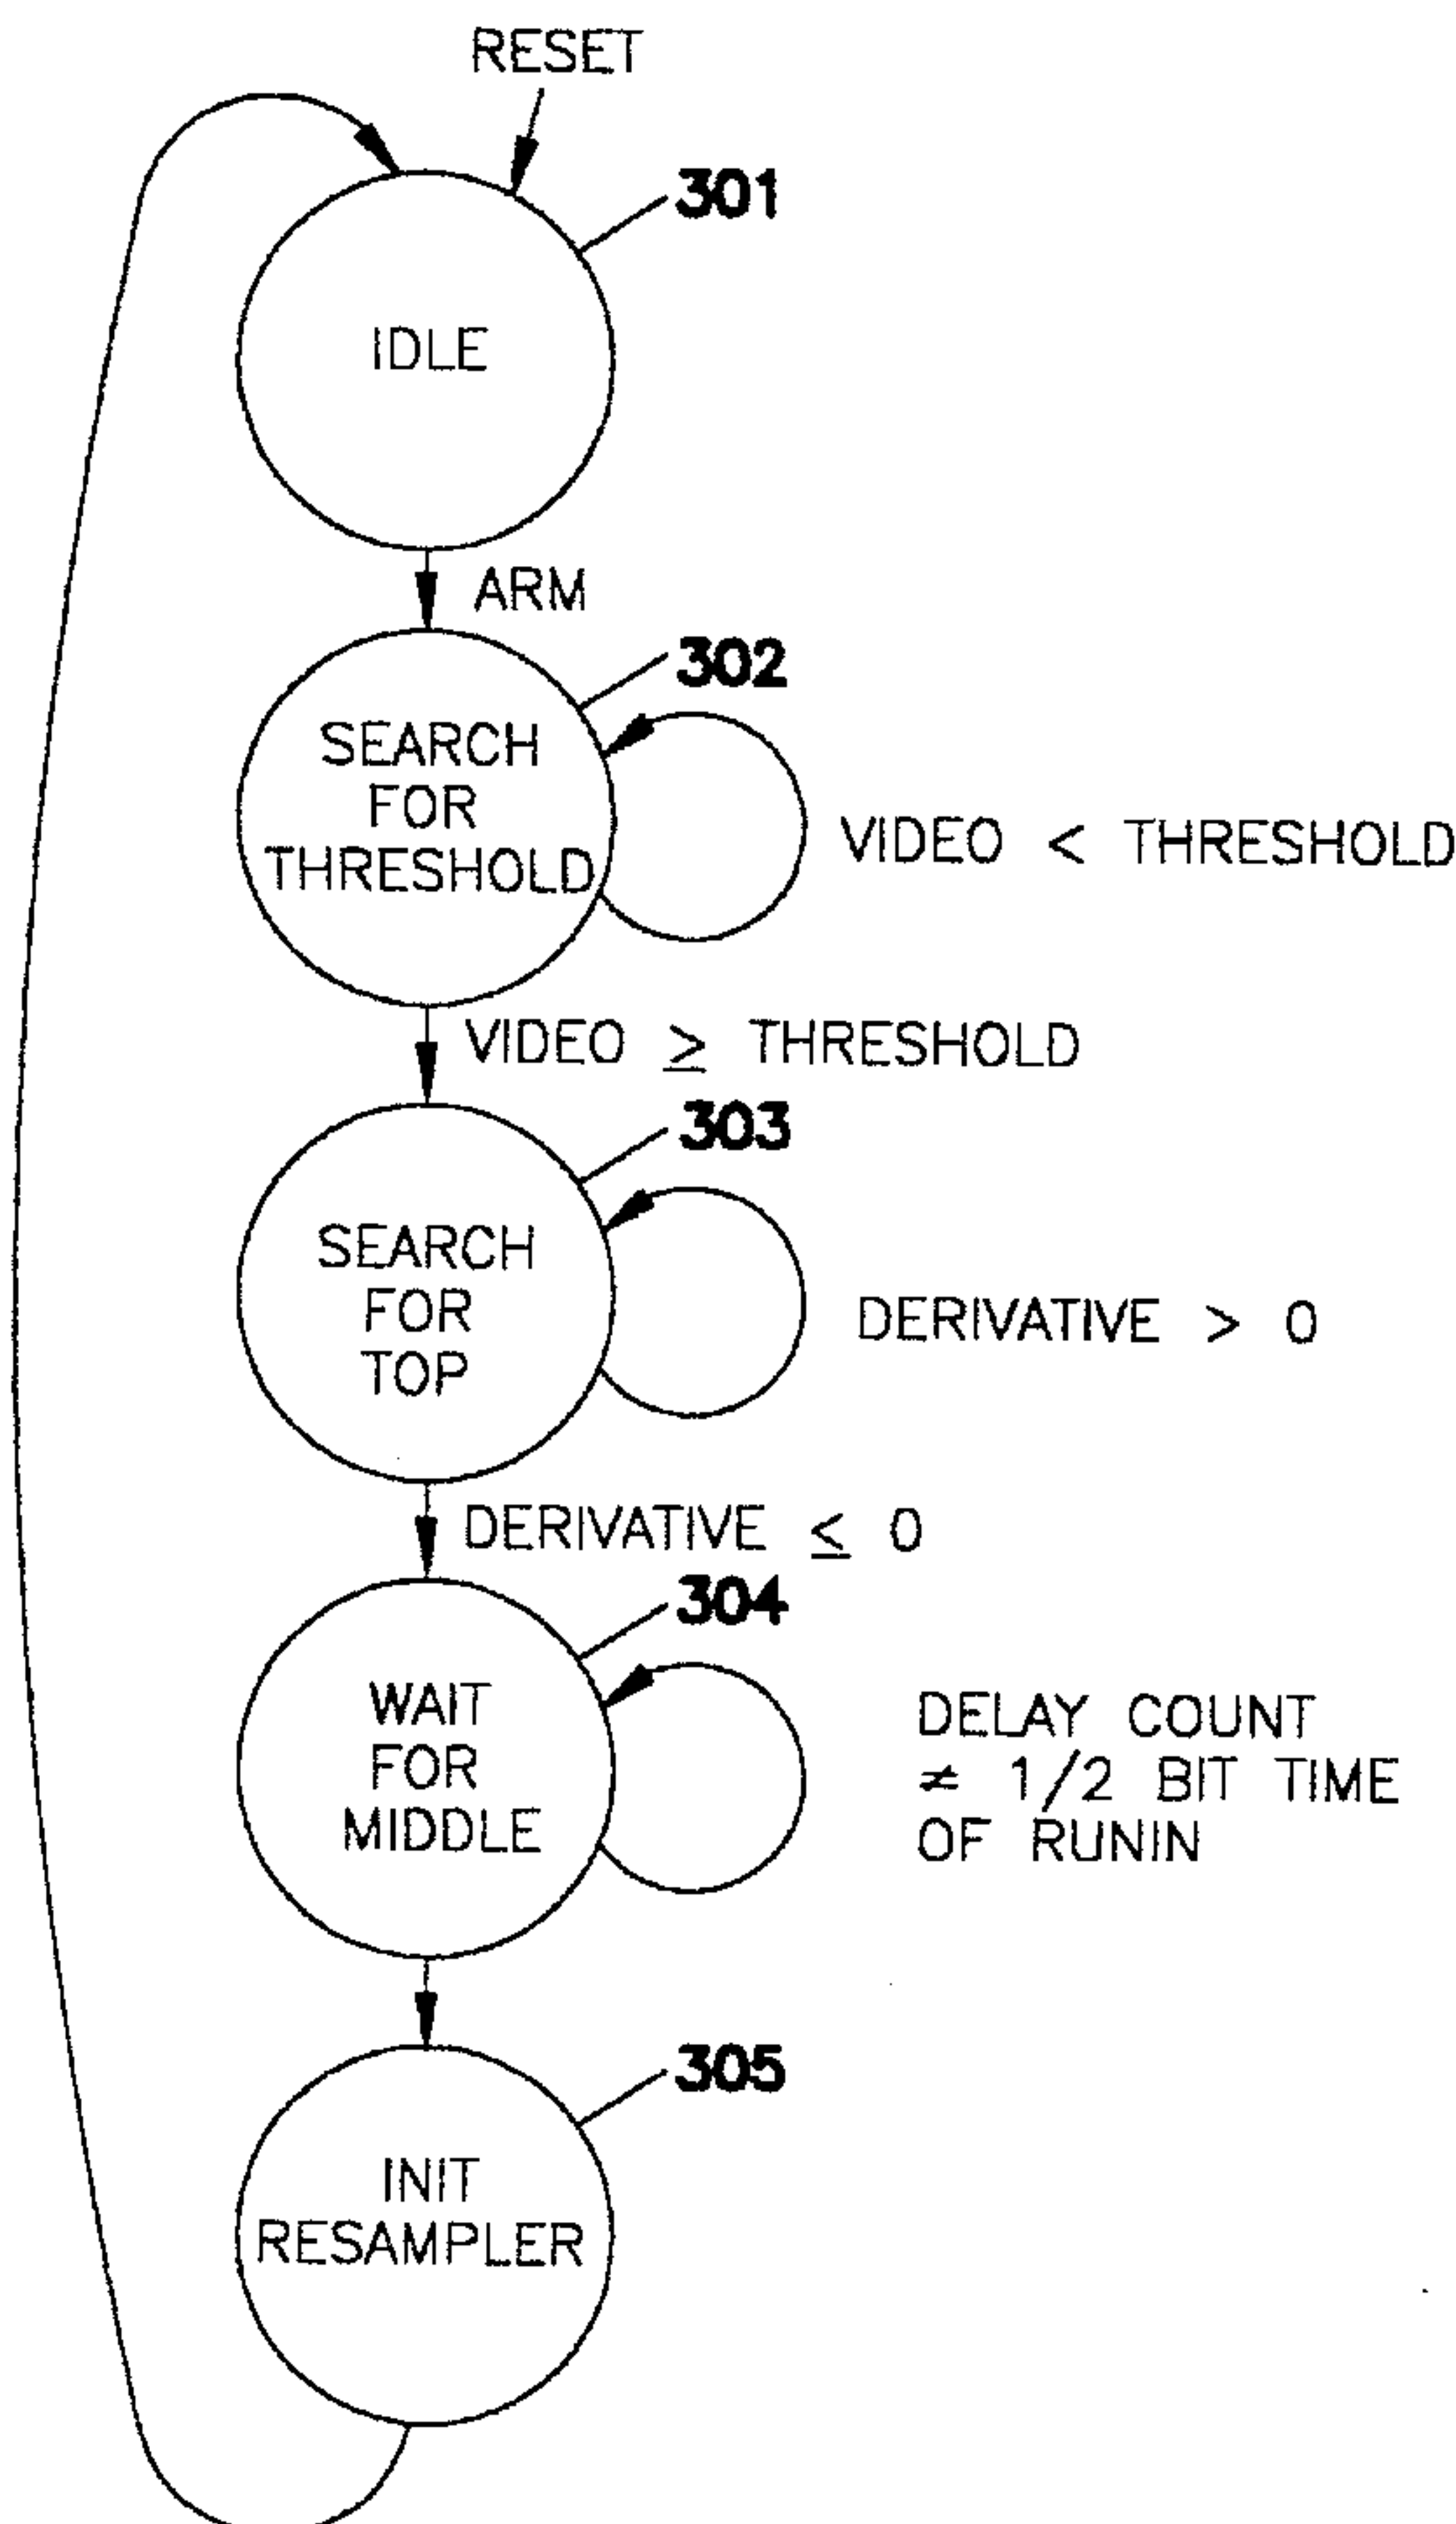 RESET
301
IDLE
ARM
302
SEARCH
FOR
THRESHOLD
VIDEO < THRESHOLD
VIDEO ≥ THRESHOLD
303
SEARCH
FOR
TOP
DERIVATIVE > 0
DERIVATIVE ≤ 0
304
WAIT
FOR
MIDDLE
DELAY COUNT
≠ 1/2 BIT TIME
OF RUNIN
305
INIT
RESAMPLER